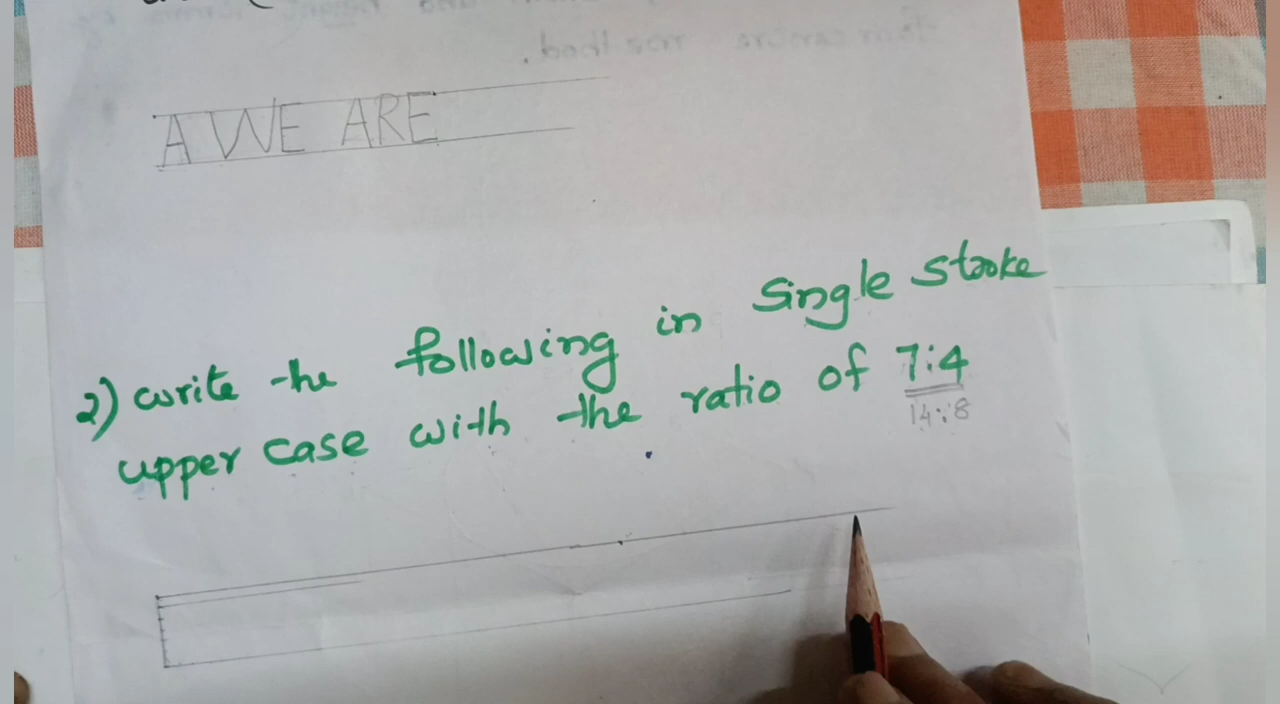 A WE ARE
2) write the following in Single stroke
upper case with the ratio of 7:4
14:8